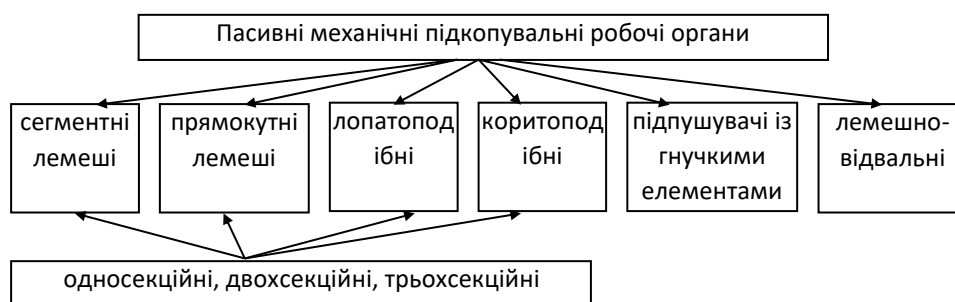 Пасивні механічні підкопувальні робочі органи
сегментні
лемеші
прямокутні
лемеші
лопатопод
ібні
коритопод
ібні
підпушувачі із
гнучкими
елементами
лемешно-
відвальні
односекційні, двохсекційні, трьохсекційні